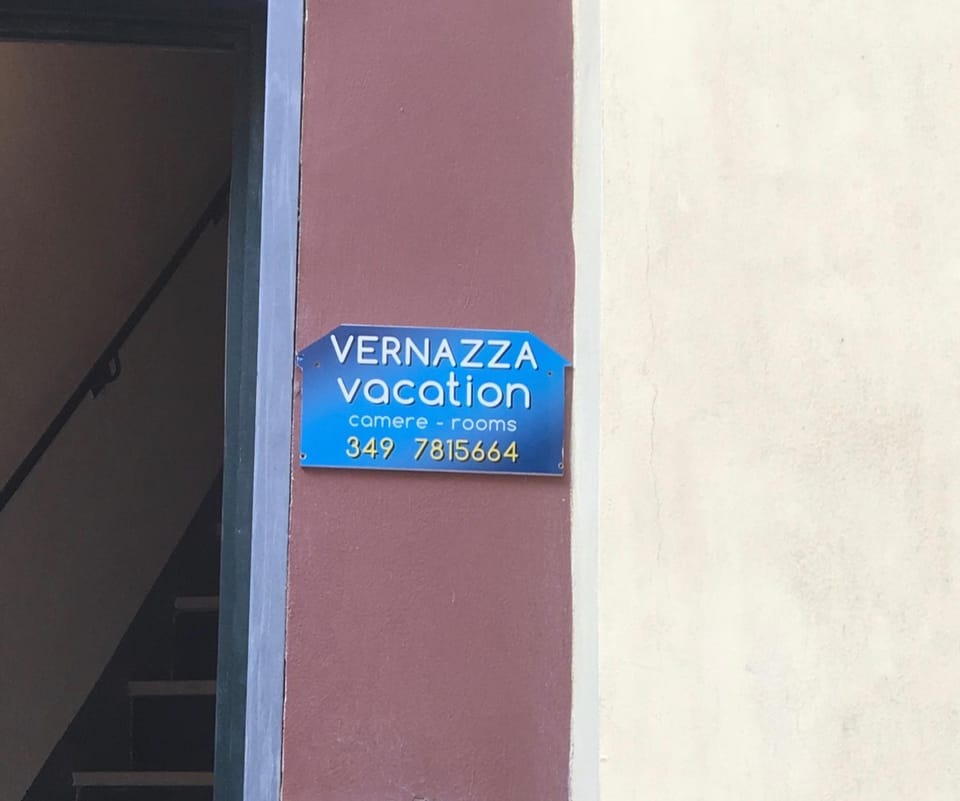 VERNAZZA
vacation
camere - rooms
349 7815664